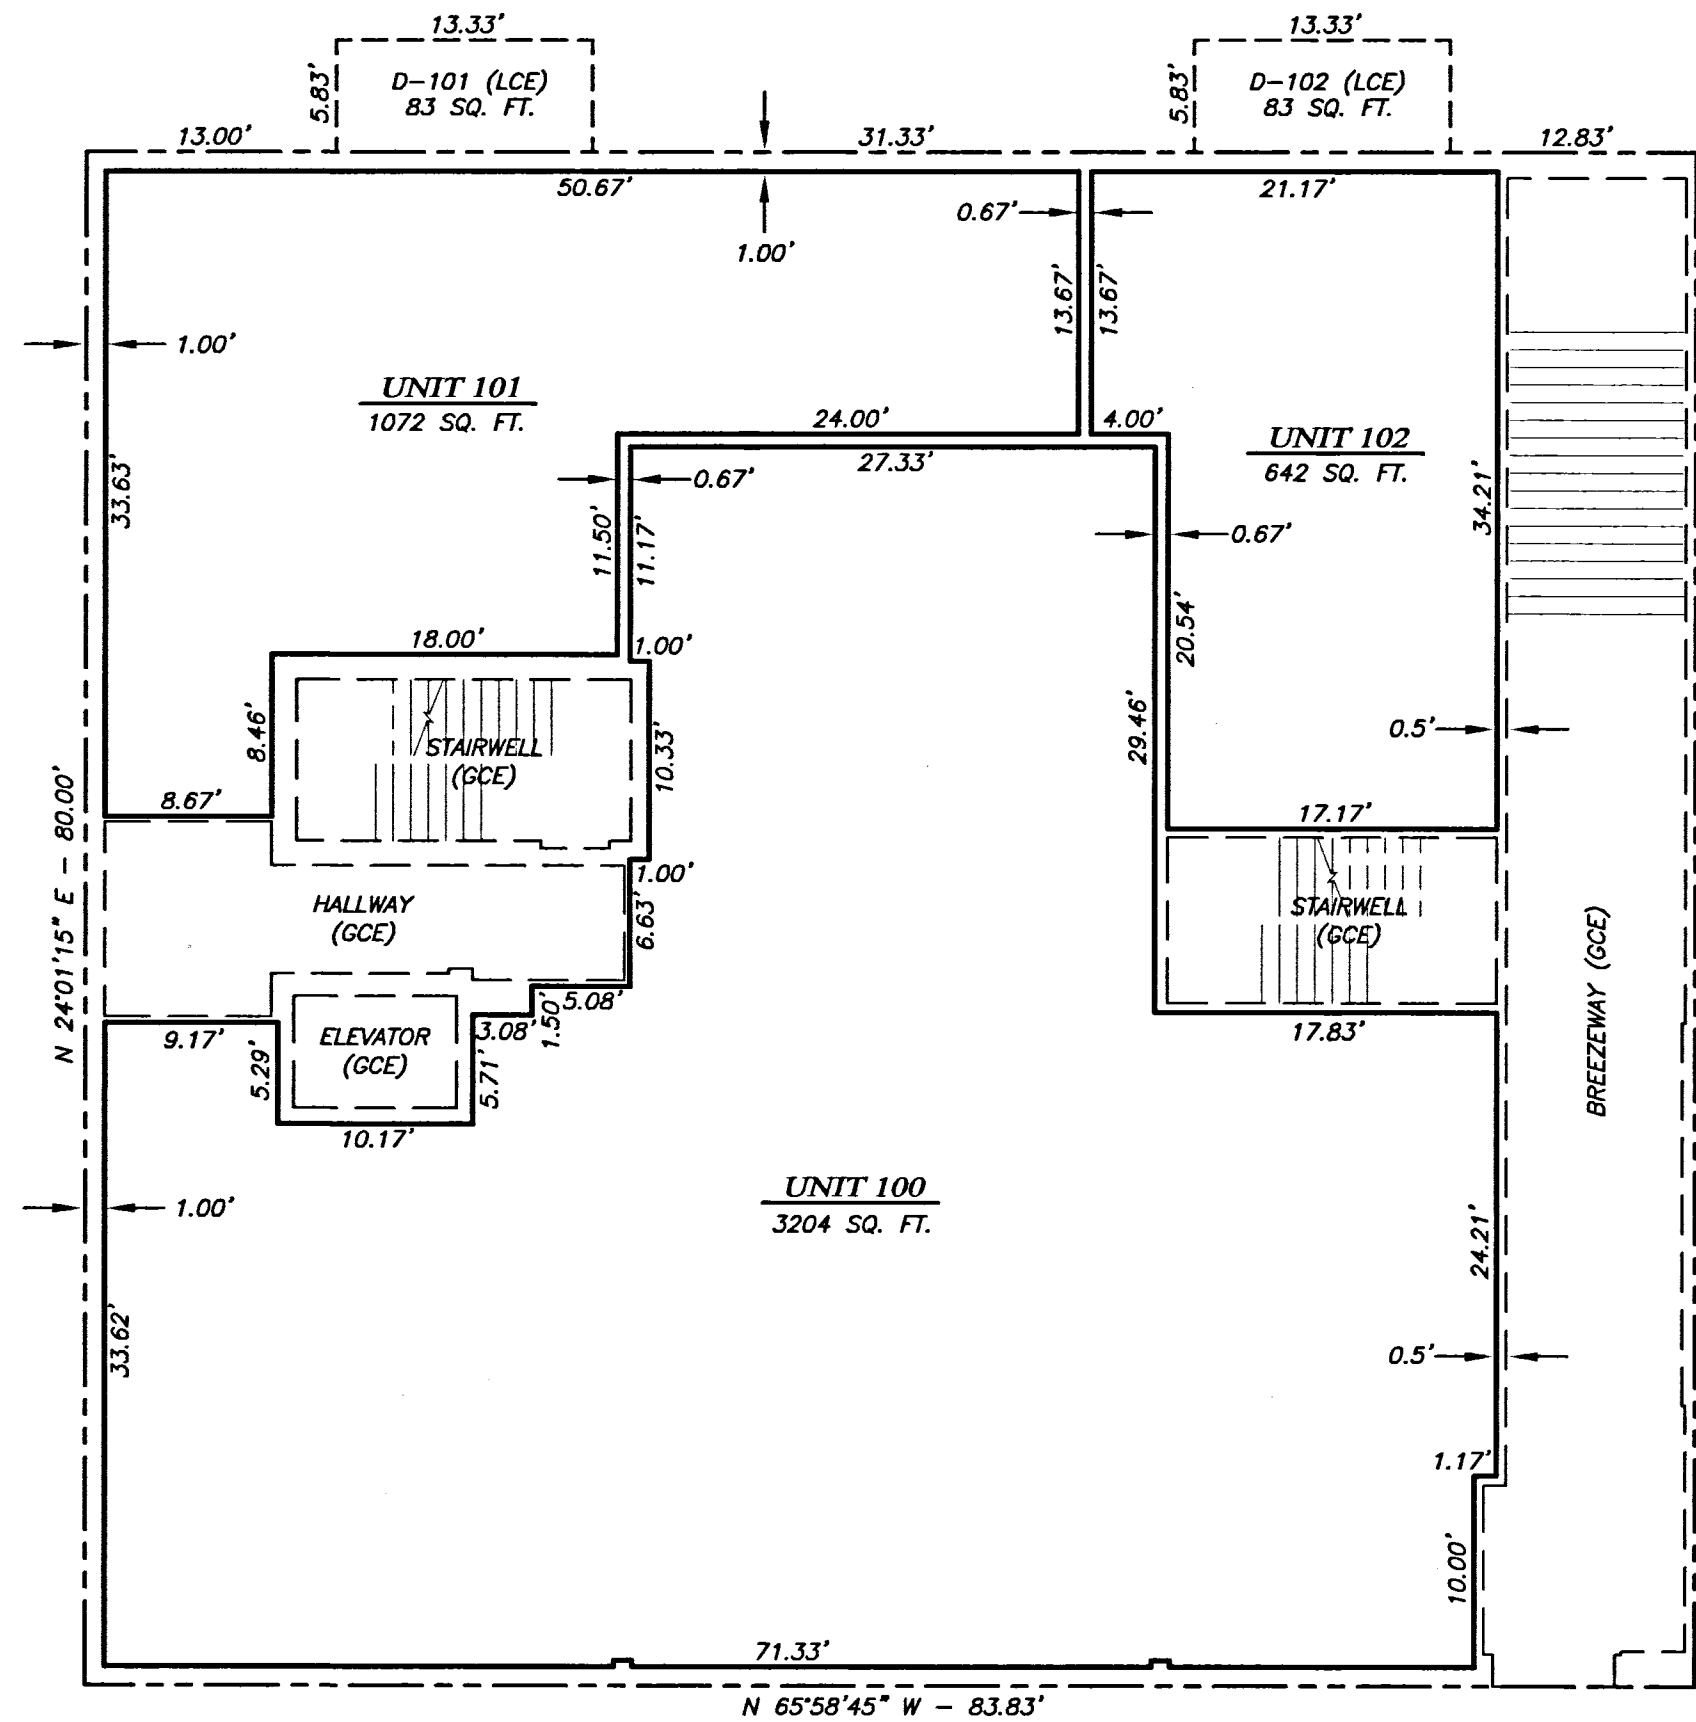 13.33'
13.33'
5.83'
D-101 (LCE)
83 SQ. FT.
5.83'
D-102 (LCE)
83 SQ. FT.
13.00'
31.33'
12.83'
50.67'
21.17'
0.67'
1.00'
13.67'
13.67'
1.00'
UNIT 101
1072 SQ. FT.
24.00'
4.00'
UNIT 102
642 SQ. FT.
27.33'
33.63'
0.67'
34.21'
11.50'
11.17'
0.67'
20.54'
18.00'
1.00'
8.46'
STAIRWELL
(GCE)
10.33'
29.46'
0.5'
8.67'
17.17'
N 24°01'15" E - 80.00'
1.00'
HALLWAY
(GCE)
6.63'
STAIRWELL
(GCE)
BREEZEWAY (GCE)
5.08'
1.50'
3.08'
9.17'
ELEVATOR
(GCE)
5.29'
5.71'
17.83'
10.17'
UNIT 100
3204 SQ. FT.
1.00'
24.21'
33.62'
0.5'
1.17'
10.00'
71.33'
N 65°58'45" W - 83.83'